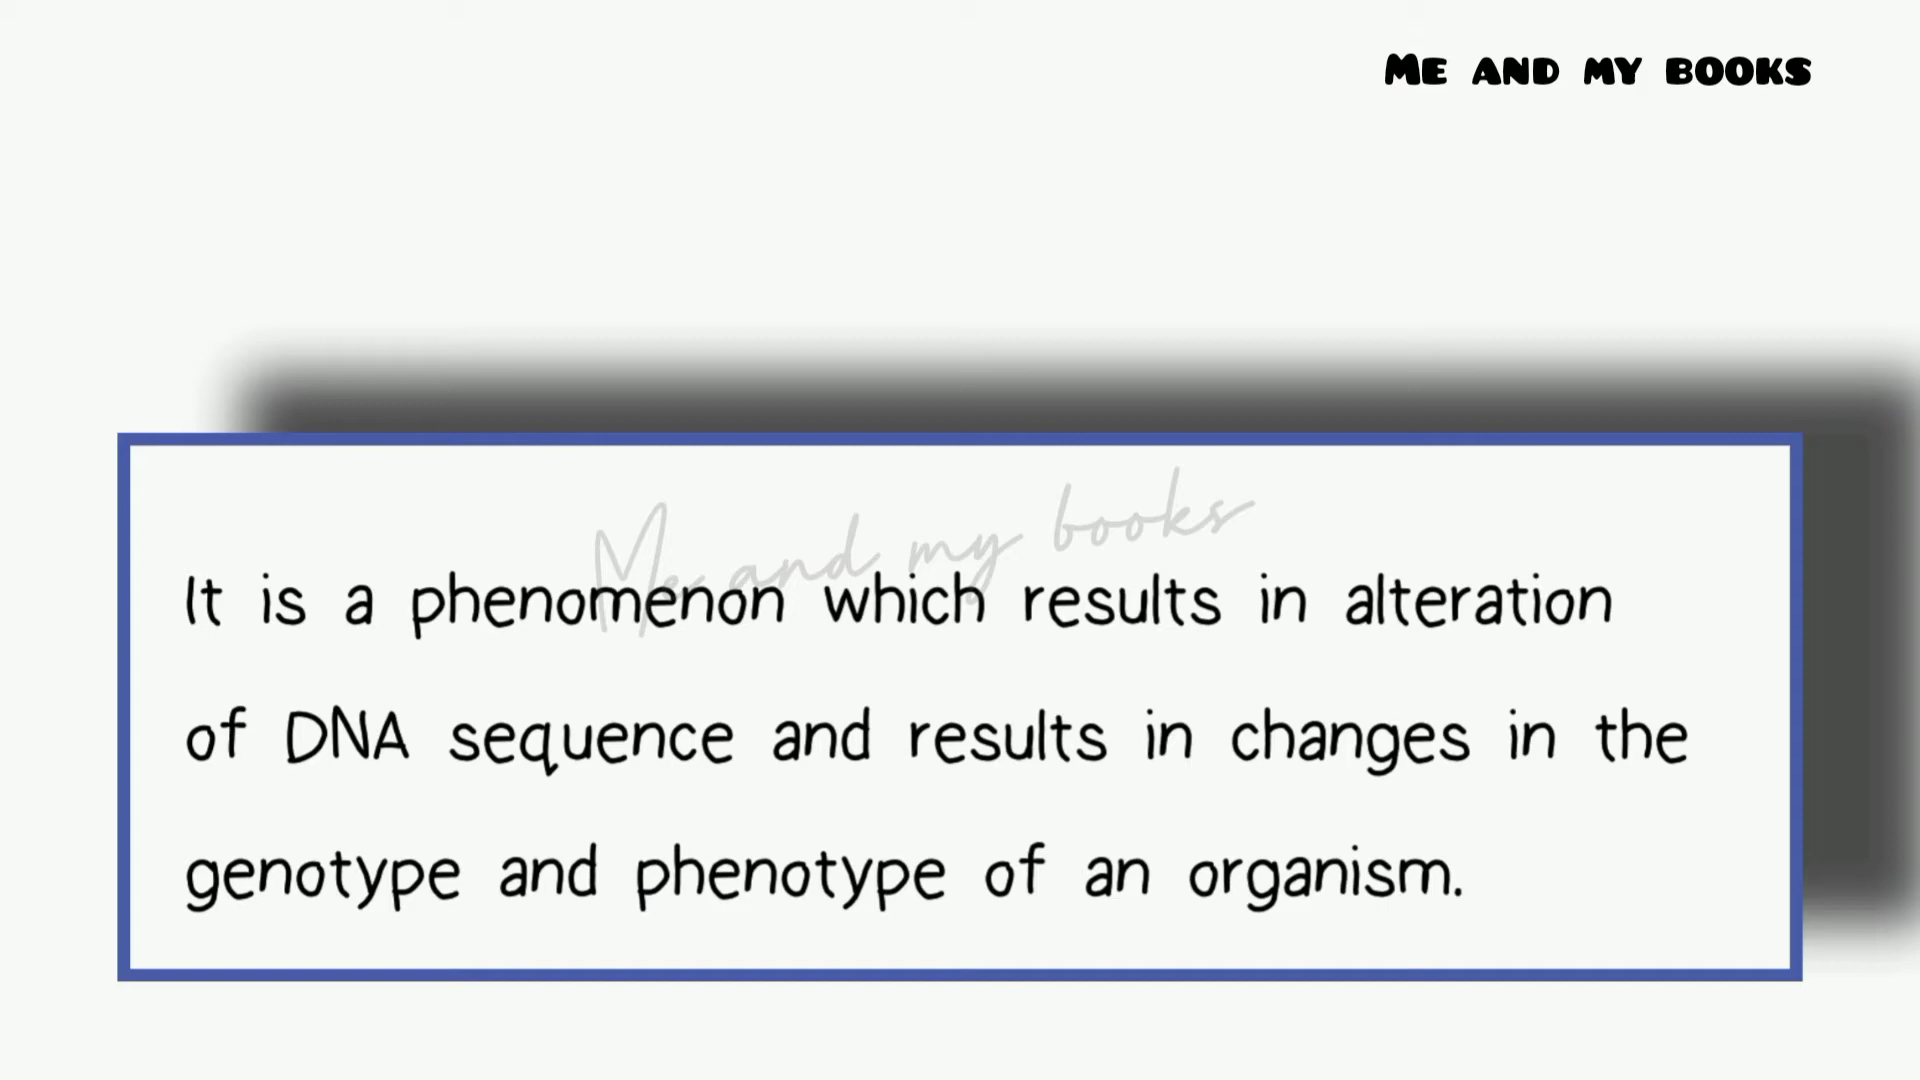 Me and my books
Me and my books
It is a phenomenon which results in alteration
of DNA sequence and results in changes in the
genotype and phenotype of an organism.